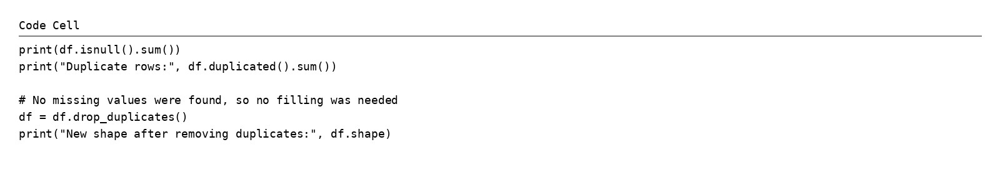 Code Cell
print(df.isnull().sum())
print("Duplicate rows:", df.duplicated().sum())
# No missing values were found, so no filling was needed
df = df.drop_duplicates()
print("New shape after removing duplicates:", df.shape)